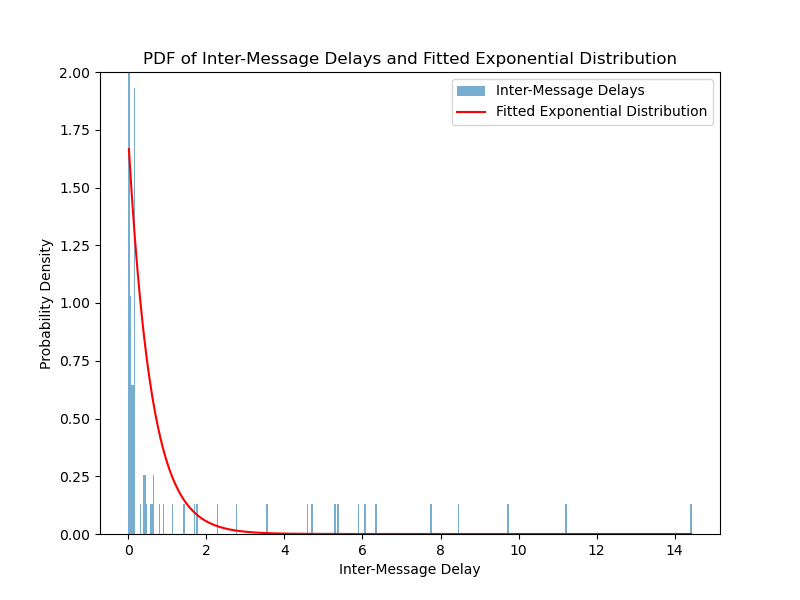 PDF of Inter-Message Delays and Fitted Exponential Distribution
Inter-Message Delays
Fitted Exponential Distribution
2.00
1.75
1.50
1.25
1.00
0.75
0.50
0.25
0.00
Probability Density
0 2 4 6 8 10 12 14
Inter-Message Delay